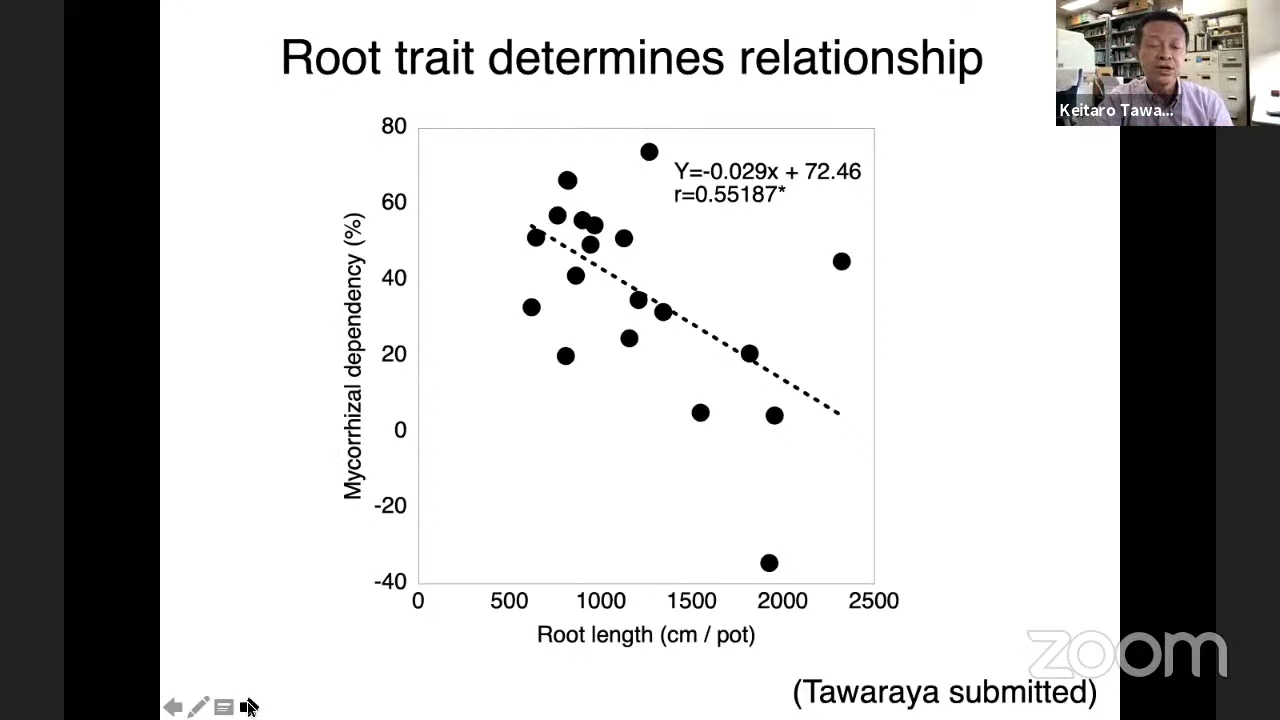 Root trait determines relationship
Keitaro Tawa...
80
60
40
20
0
-20
-40
Mycorrhizal dependency (%)
Y=-0.029x + 72.46
r=0.55187*
0 500 1000 1500 2000 2500
Root length (cm / pot)
zoom
(Tawaraya submitted)